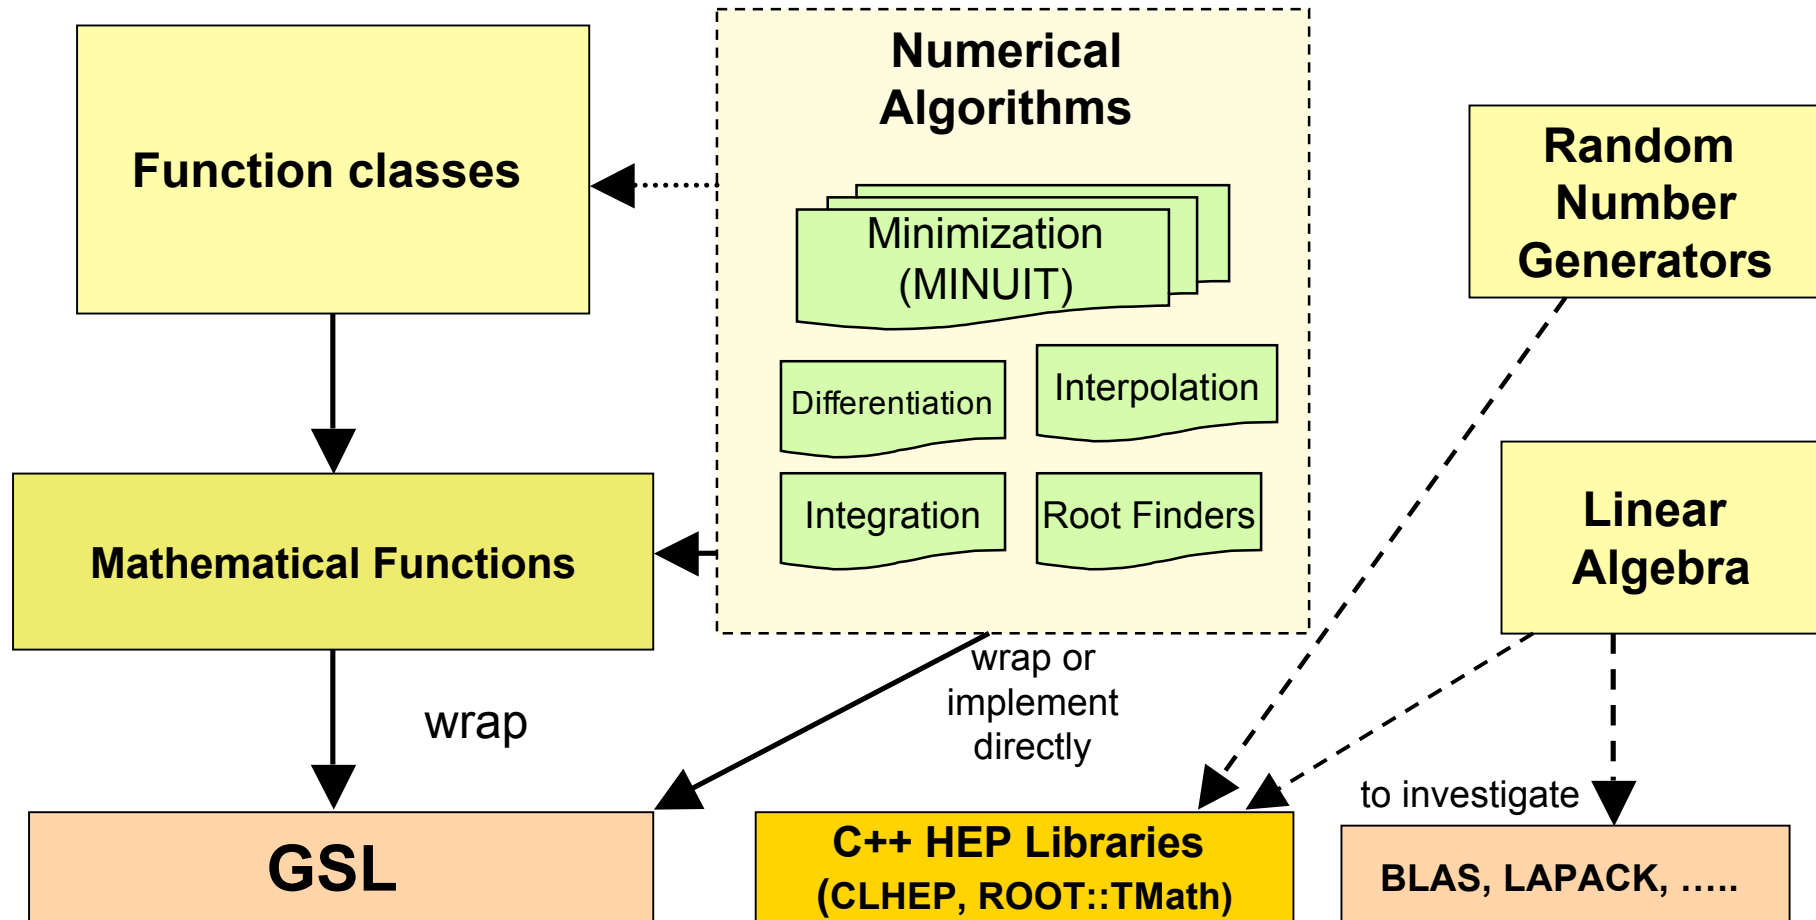 Function classes
Numerical
Algorithms
Minimization
(MINUIT)
Differentiation
Interpolation
Integration
Root Finders
Random
Number
Generators
Linear
Algebra
Mathematical Functions
wrap
wrap or
implement
directly
to investigate
GSL
C++ HEP Libraries
(CLHEP, ROOT::TMath)
BLAS, LAPACK, …..